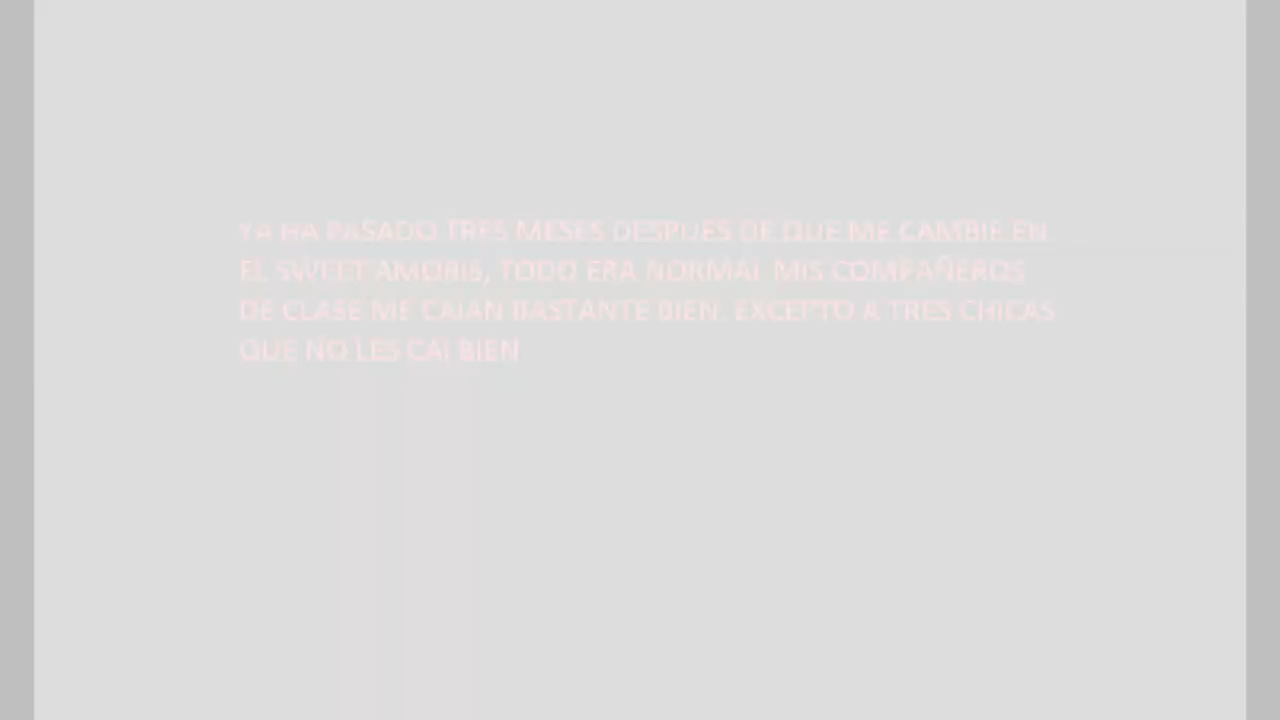 YA HA PASADO TRES MESES DESPUES DE QUE ME CAMBIE EN
EL SWEET AMORIS, TODO ERA NORMAL MIS COMPAÑEROS
DE CLASE ME CAIAN BASTANTE BIEN. EXCEPTO A TRES CHICAS
QUE NO LES CAI BIEN